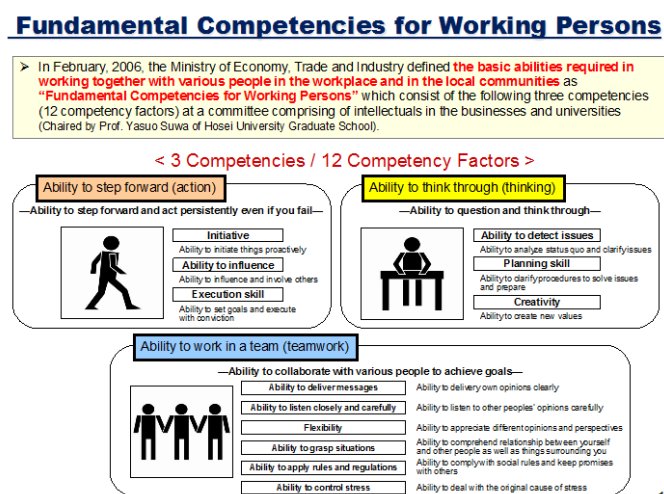 Fundamental Competencies for Working Persons
➢ In February, 2006, the Ministry of Economy, Trade and Industry defined the basic abilities required in
working together with various people in the workplace and in the local communities as
“Fundamental Competencies for Working Persons” which consist of the following three competencies
(12 competency factors) at a committee comprising of intellectuals in the businesses and universities
(Chaired by Prof. Yasuo Suwa of Hosei University Graduate School).
< 3 Competencies / 12 Competency Factors >
Ability to step forward (action)
—Ability to step forward and act persistently even if you fail—
Initiative
Ability to initiate things proactively
Ability to influence
Ability to influence and involve others
Execution skill
Ability to set goals and execute
with conviction
Ability to think through (thinking)
—Ability to question and think through—
Ability to detect issues
Ability to analyze status quo and clarify issues
Planning skill
Ability to clarify procedures to solve issues
and prepare
Creativity
Ability to create new values
Ability to work in a team (teamwork)
—Ability to collaborate with various people to achieve goals—
Ability to deliver messages
Ability to delivery own opinions clearly
Ability to listen closely and carefully
Ability to listen to other peoples' opinions carefully
Flexibility
Ability to appreciate different opinions and perspectives
Ability to grasp situations
Ability to comprehend relationship between yourself
and other people as well as things surrounding you
Ability to apply rules and regulations
Ability to comply with social rules and keep promises
with others
Ability to control stress
Ability to deal with the original cause of stress